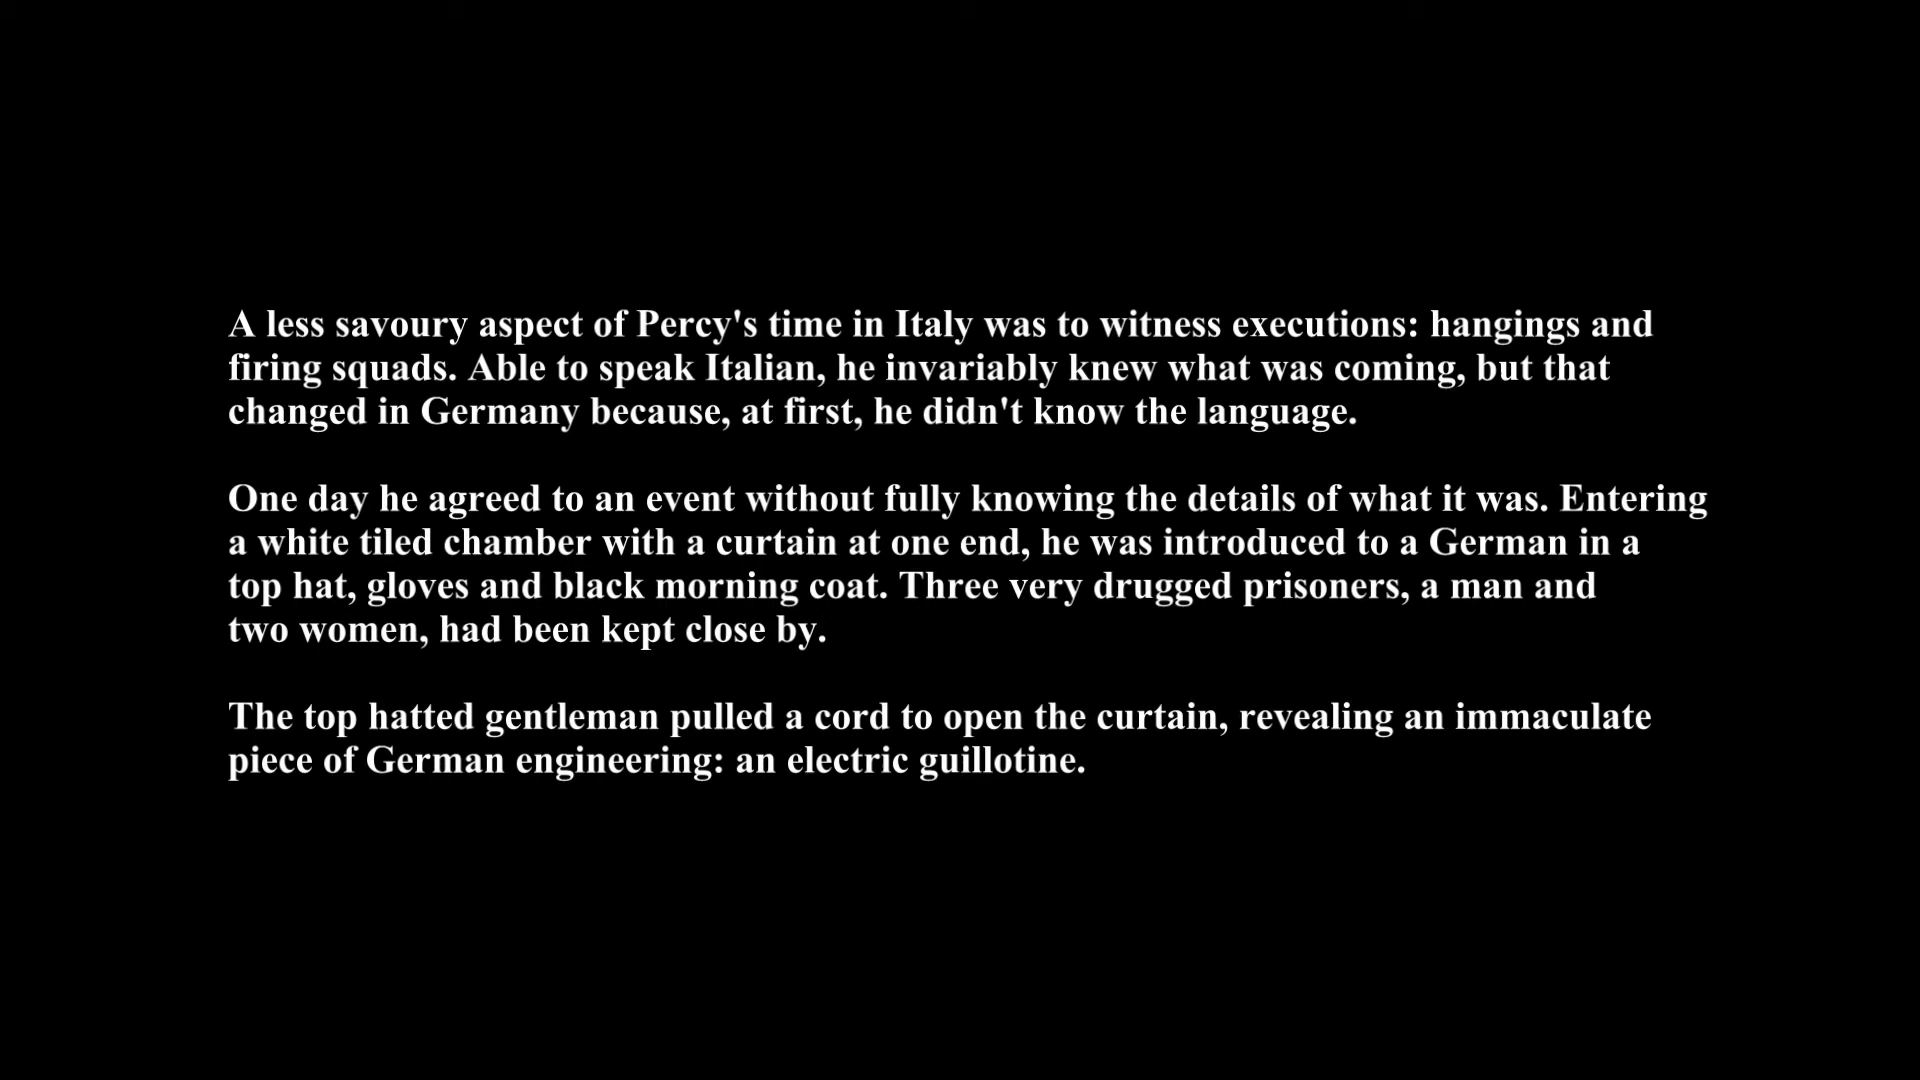 A less savoury aspect of Percy's time in Italy was to witness executions: hangings and
firing squads. Able to speak Italian, he invariably knew what was coming, but that
changed in Germany because, at first, he didn't know the language.
One day he agreed to an event without fully knowing the details of what it was. Entering
a white tiled chamber with a curtain at one end, he was introduced to a German in a
top hat, gloves and black morning coat. Three very drugged prisoners, a man and
two women, had been kept close by.
The top hatted gentleman pulled a cord to open the curtain, revealing an immaculate
piece of German engineering: an electric guillotine.